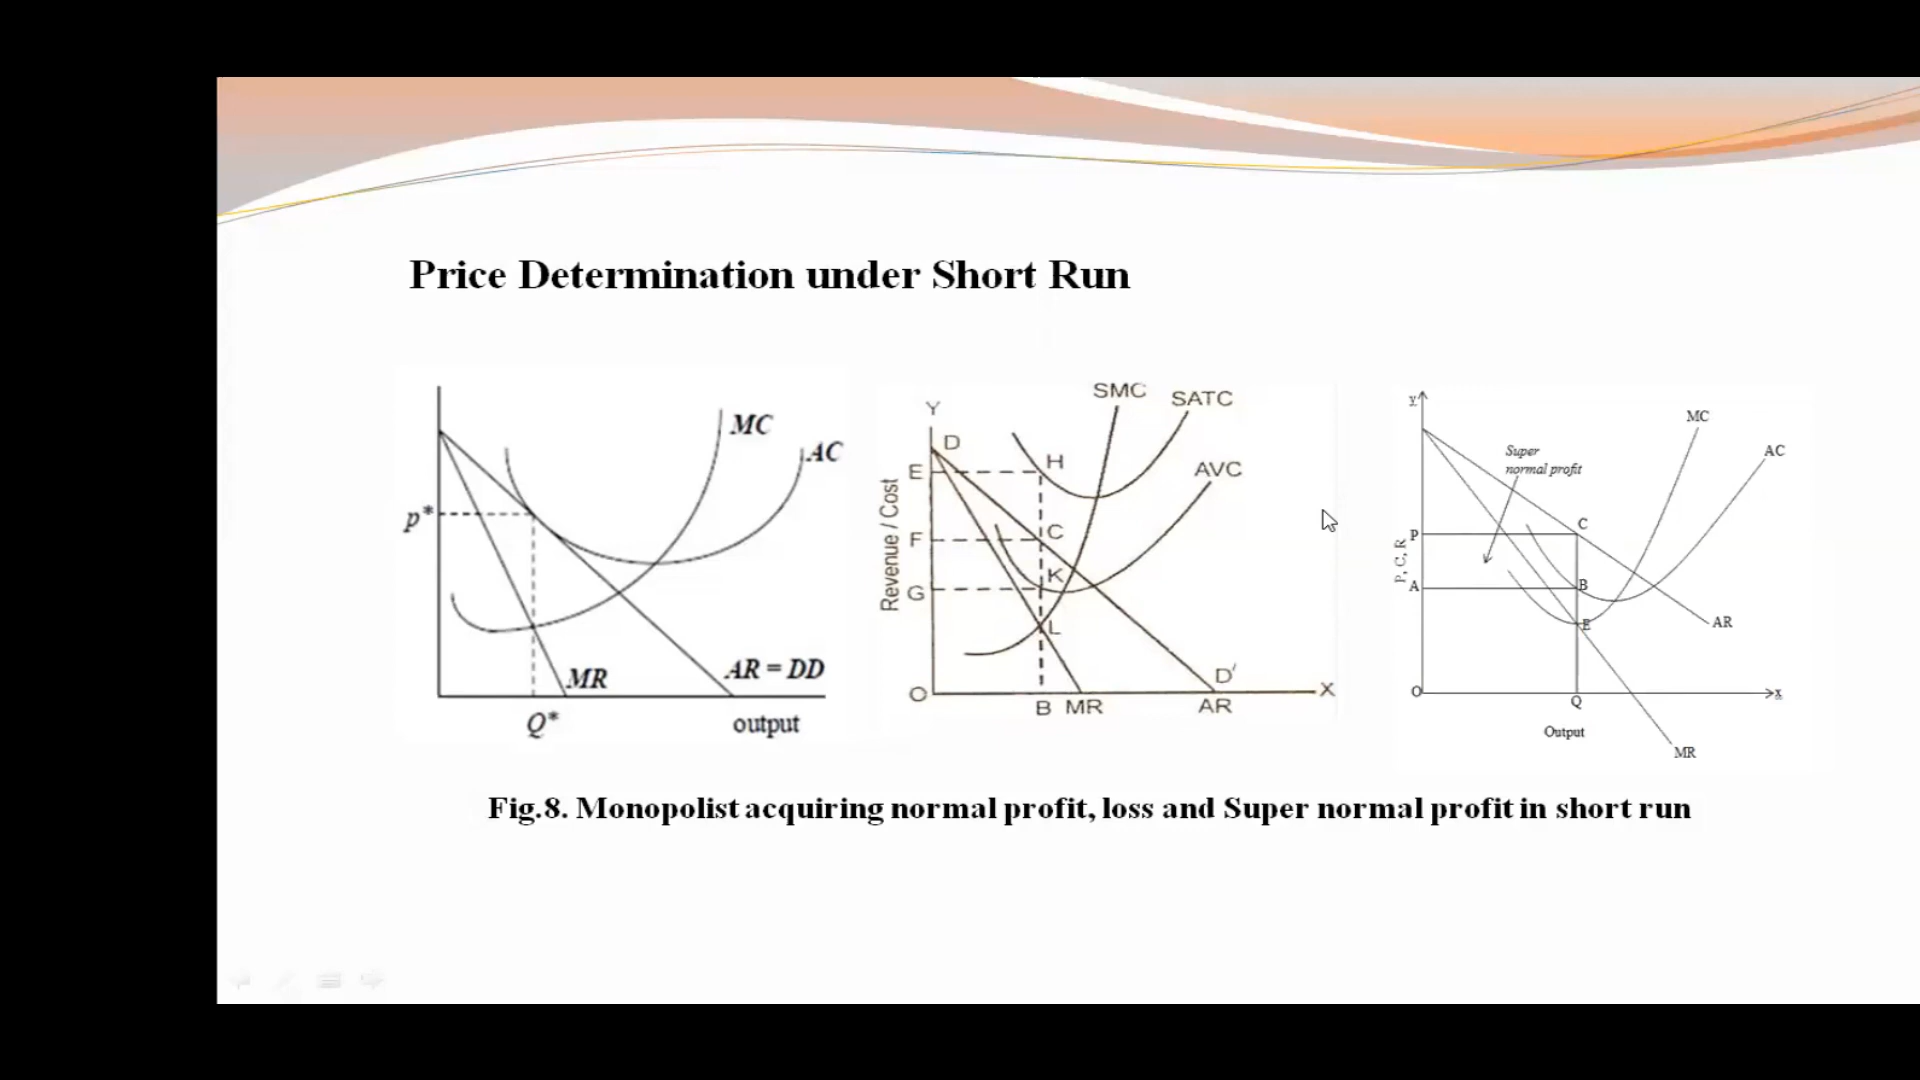 Price Determination under Short Run
MC
AC
p*
MR
AR = DD
Q*
output
SMC
SATC
Y
D
H
E
AVC
Revenue / Cost
F
C
K
G
L
D′
O
X
B MR
AR
y
MC
Super
normal profit
AC
C
P
P, C, R
A
B
E
AR
O
x
Q
Output
MR
Fig.8. Monopolist acquiring normal profit, loss and Super normal profit in short run